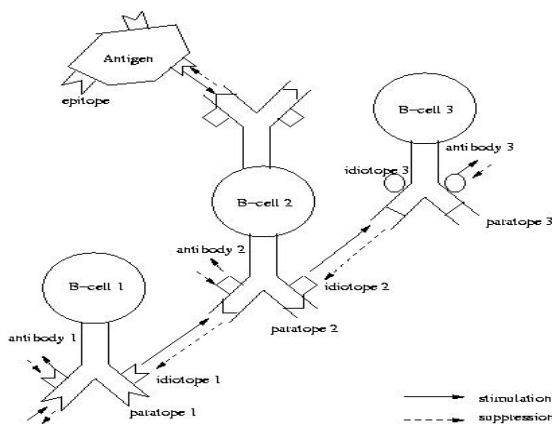 Antigen
epitope
B-cell 3
antibody 3
idiotope 3
B-cell 2
paratope 3
antibody 2
B-cell 1
idiotope 2
paratope 2
antibody 1
idiotope 1
paratope 1
stimulation
suppression